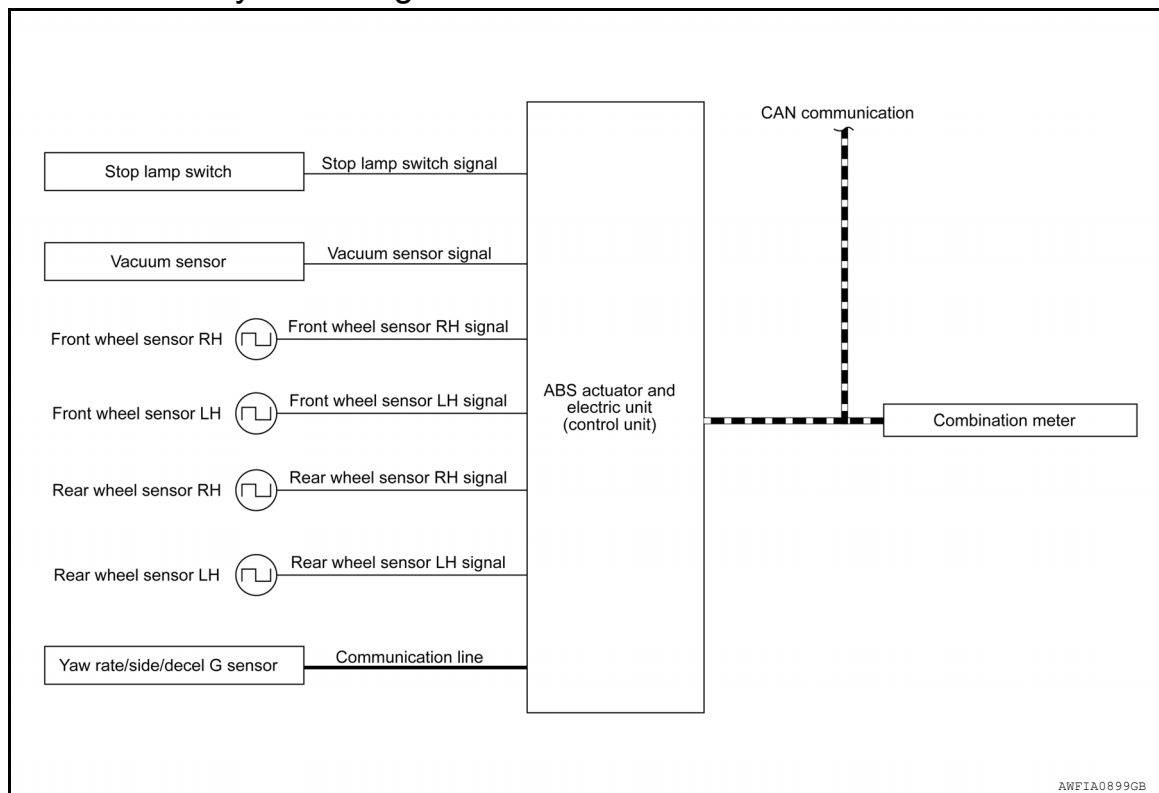 CAN communication
Stop lamp switch
Stop lamp switch signal
Vacuum sensor
Vacuum sensor signal
Front wheel sensor RH
Front wheel sensor RH signal
ABS actuator and
electric unit
(control unit)
Front wheel sensor LH
Front wheel sensor LH signal
Combination meter
Rear wheel sensor RH
Rear wheel sensor RH signal
Rear wheel sensor LH
Rear wheel sensor LH signal
Yaw rate/side/decel G sensor
Communication line
AWFIA0899GB